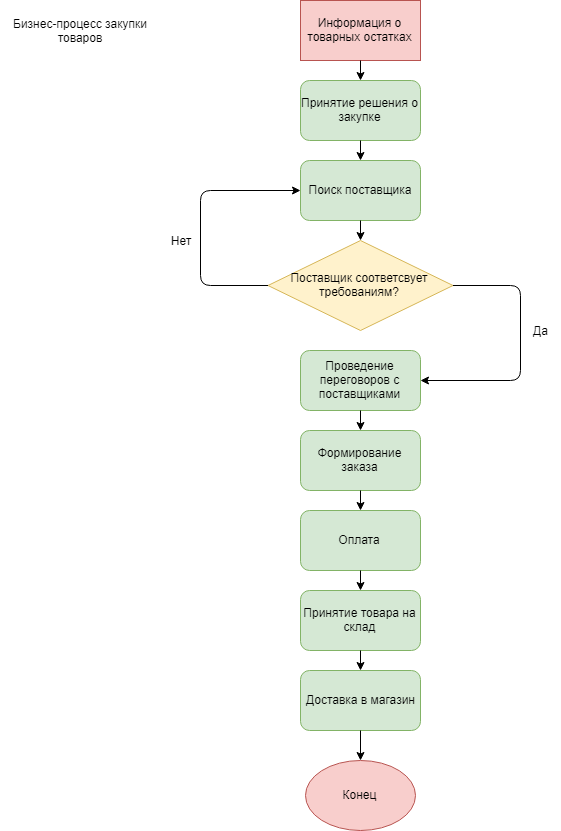 Бизнес-процесс закупки
товаров
Информация о
товарных остатках
Принятие решения о
закупке
Поиск поставщика
Нет
Поставщик соответсвует
требованиям?
Да
Проведение
переговоров с
поставщиками
Формирование
заказа
Оплата
Принятие товара на
склад
Доставка в магазин
Конец